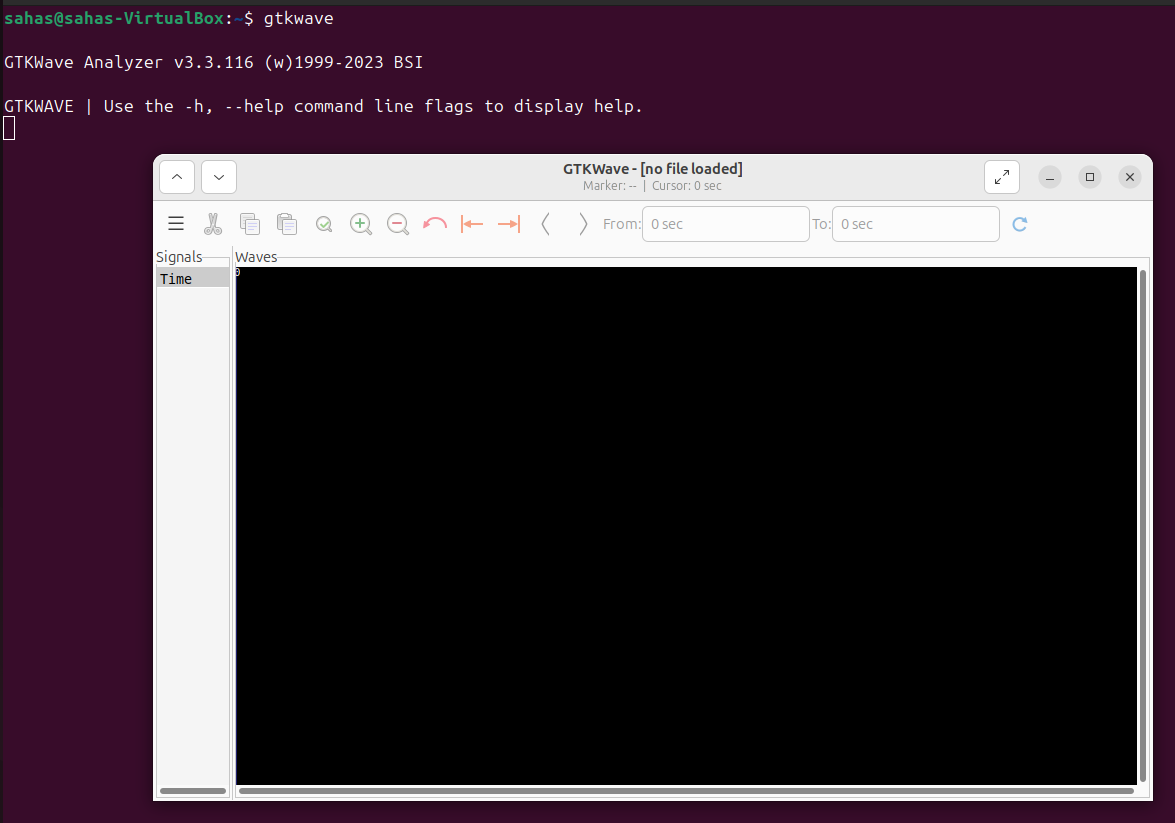 sahas@sahas-VirtualBox:~$ gtkwave
GTKWave Analyzer v3.3.116 (w)1999-2023 BSI
GTKWAVE | Use the -h, --help command line flags to display help.
GTKWave - [no file loaded]
Marker: -- | Cursor: 0 sec
From: 0 sec To: 0 sec
Signals Waves
Time 0